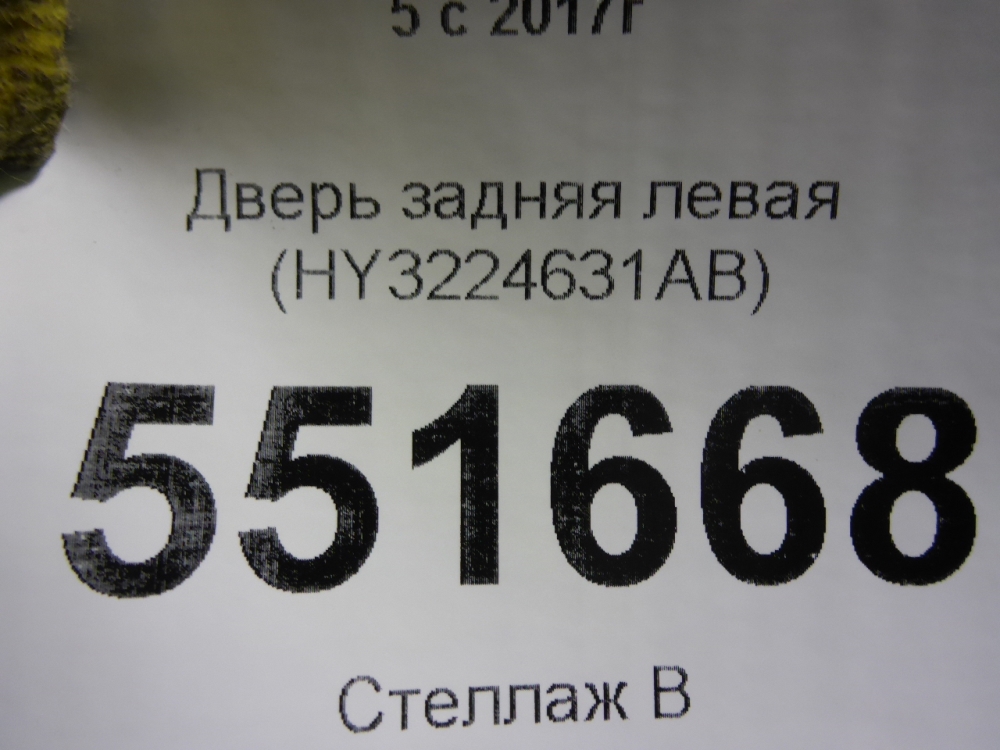 5 с 2017г
Дверь задняя левая
(HY3224631AB)
551668
Стеллаж В